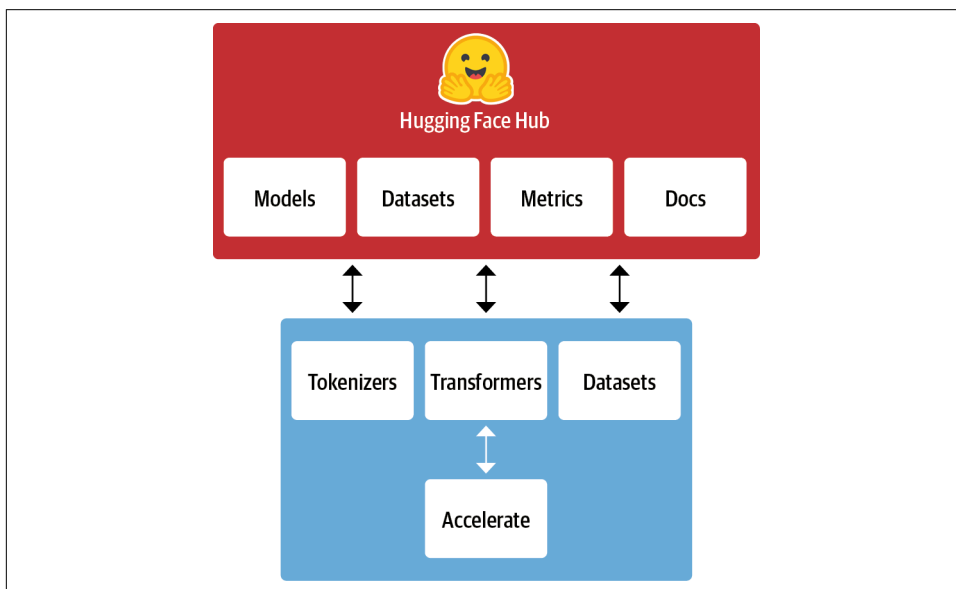 Hugging Face Hub
Models
Datasets
Metrics
Docs
Tokenizers
Transformers
Datasets
Accelerate